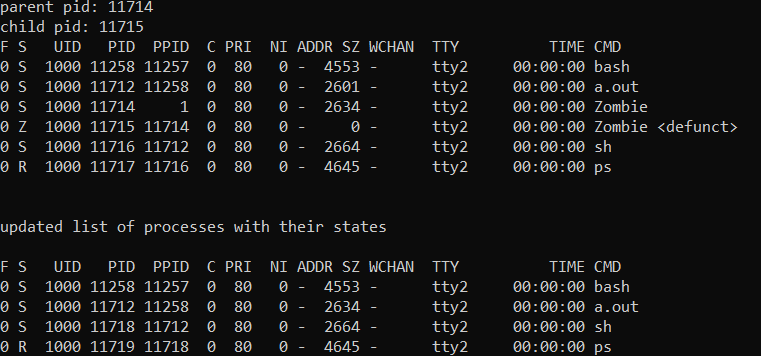 parent pid: 11714
child pid: 11715
F S   UID   PID  PPID  C PRI  NI ADDR SZ WCHAN  TTY          TIME CMD
0 S  1000 11258 11257  0  80   0 -  4553 -      tty2     00:00:00 bash
0 S  1000 11712 11258  0  80   0 -  2601 -      tty2     00:00:00 a.out
0 S  1000 11714     1  0  80   0 -  2634 -      tty2     00:00:00 Zombie
0 Z  1000 11715 11714  0  80   0 -     0 -      tty2     00:00:00 Zombie <defunct>
0 S  1000 11716 11712  0  80   0 -  2664 -      tty2     00:00:00 sh
0 R  1000 11717 11716  0  80   0 -  4645 -      tty2     00:00:00 ps
updated list of processes with their states
F S   UID   PID  PPID  C PRI  NI ADDR SZ WCHAN  TTY          TIME CMD
0 S  1000 11258 11257  0  80   0 -  4553 -      tty2     00:00:00 bash
0 S  1000 11712 11258  0  80   0 -  2634 -      tty2     00:00:00 a.out
0 S  1000 11718 11712  0  80   0 -  2664 -      tty2     00:00:00 sh
0 R  1000 11719 11718  0  80   0 -  4645 -      tty2     00:00:00 ps